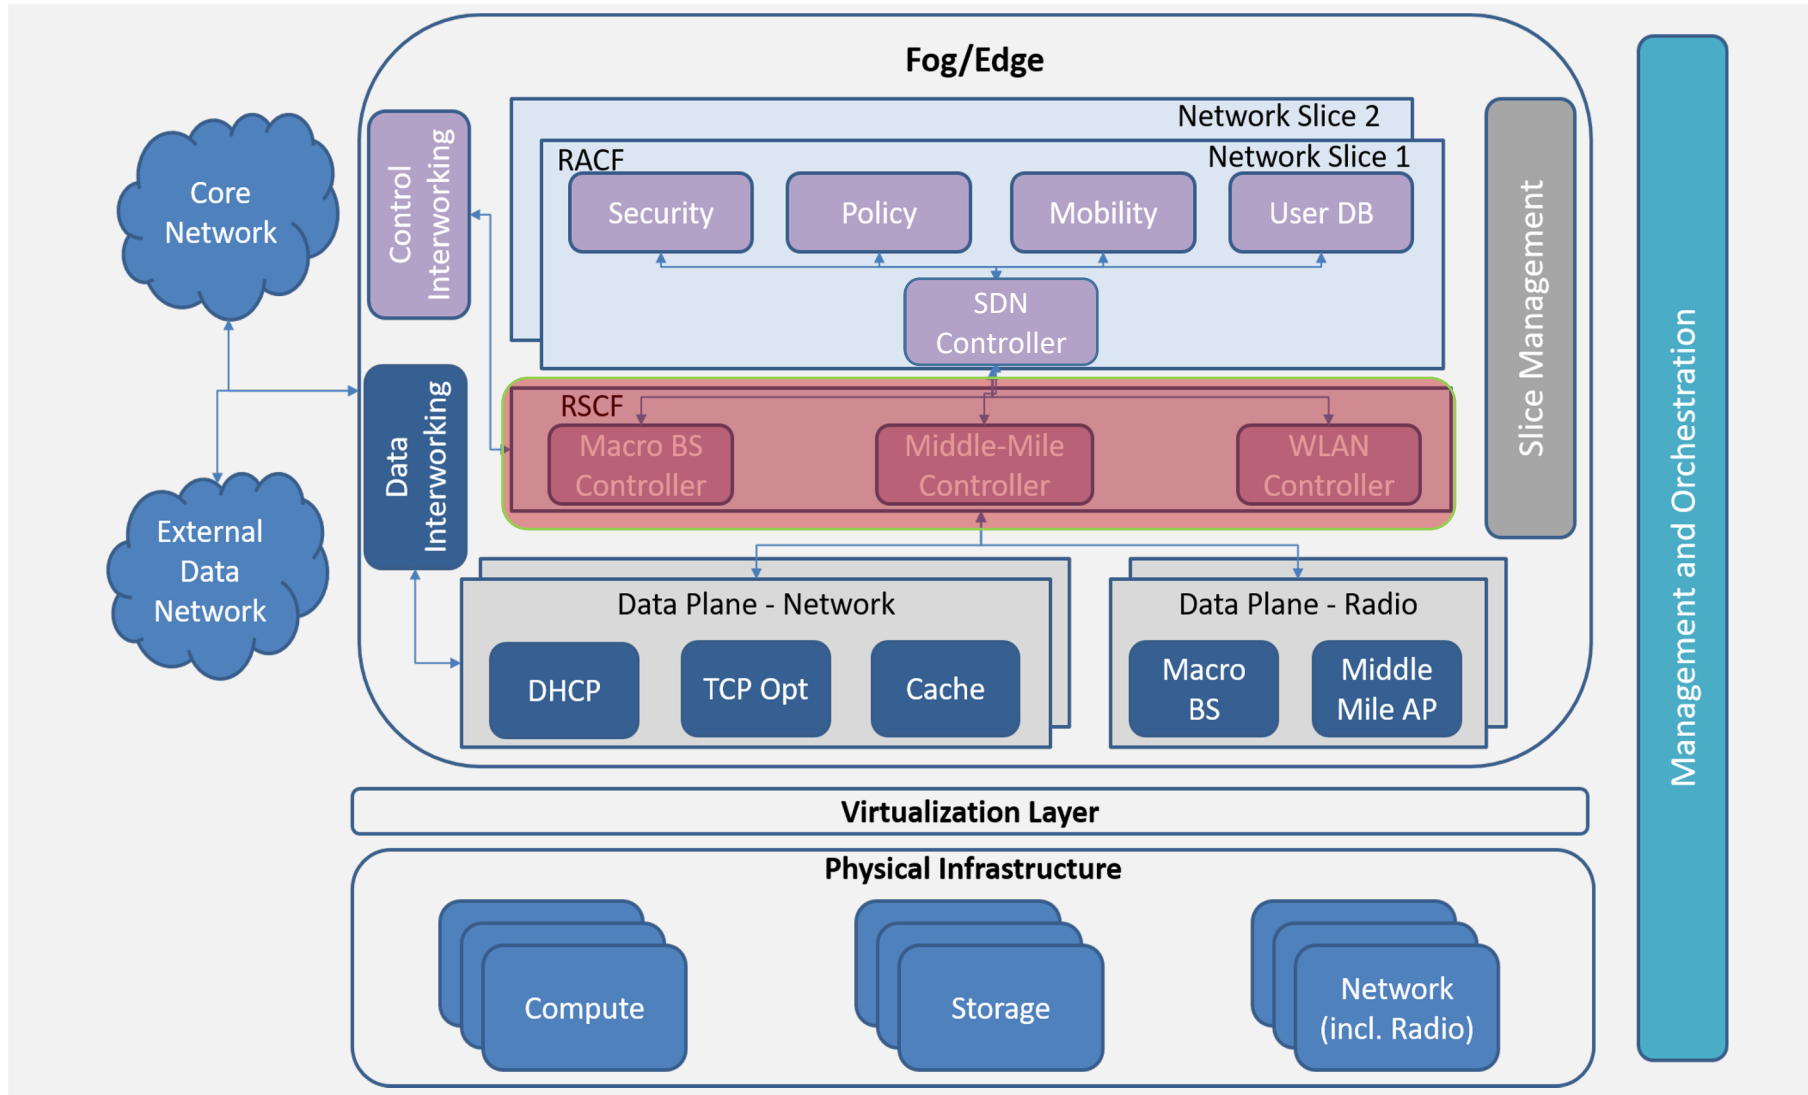 Fog/Edge
Core
Network
Control
Interworking
Network Slice 2
Network Slice 1
RACF
Security
Policy
Mobility
User DB
SDN
Controller
Slice Management
Management and Orchestration
RSCF
Macro BS
Controller
Middle-Mile
Controller
WLAN
Controller
Data
Interworking
External
Data
Network
Data Plane - Network
DHCP
TCP Opt
Cache
Data Plane - Radio
Macro
BS
Middle
Mile AP
Virtualization Layer
Physical Infrastructure
Compute
Storage
Network
(incl. Radio)